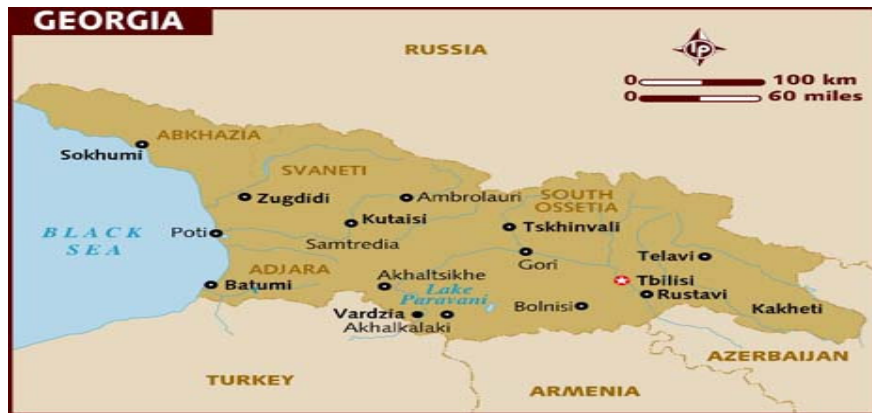 GEORGIA
RUSSIA
LP
0 100 km
0 60 miles
ABKHAZIA
Sokhumi
SVANETI
Zugdidi
Ambrolauri
SOUTH
OSSETIA
Kutaisi
Tskhinvali
BLACK
SEA
Poti
Samtredia
Gori
Telavi
ADJARA
Akhaltsikhe
Tbilisi
Batumi
Lake
Paravani
Rustavi
Vardzia
Bolnisi
Kakheti
Akhalkalaki
AZERBAIJAN
TURKEY
ARMENIA